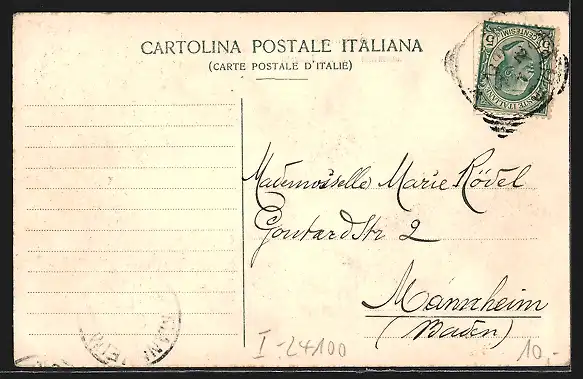 CARTOLINA POSTALE ITALIANA
(CARTE POSTALE D'ITALIE)
Mademoiselle Marie Rödel
Goutardstr 2
Mannheim
(Baden)
I-24100
10,-